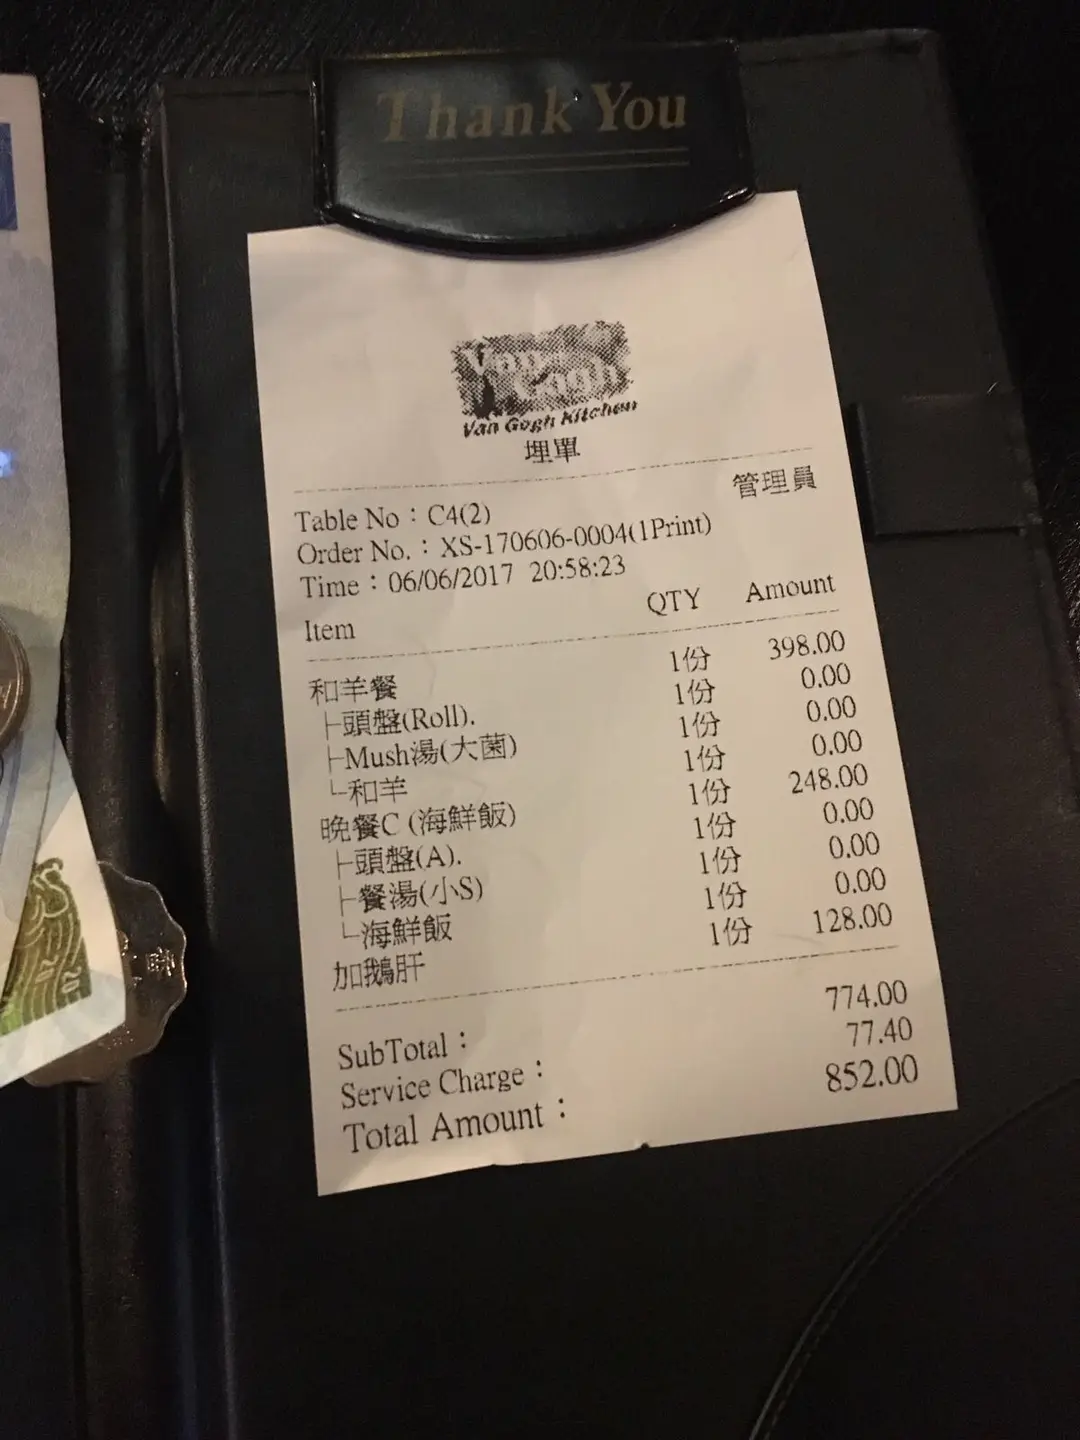 Thank You
Van Gogh
Van Gogh Kitchen
埋單
管理員
Table No：C4(2)
Order No.：XS-170606-0004(1Print)
Time：06/06/2017 20:58:23
Item QTY Amount
和羊餐 1份 398.00
├頭盤(Roll). 1份 0.00
├Mush湯(大菌) 1份 0.00
└和羊 1份 0.00
晚餐C (海鮮飯) 1份 248.00
├頭盤(A). 1份 0.00
├餐湯(小S) 1份 0.00
└海鮮飯 1份 0.00
加鵝肝 1份 128.00
SubTotal： 774.00
Service Charge： 77.40
Total Amount： 852.00